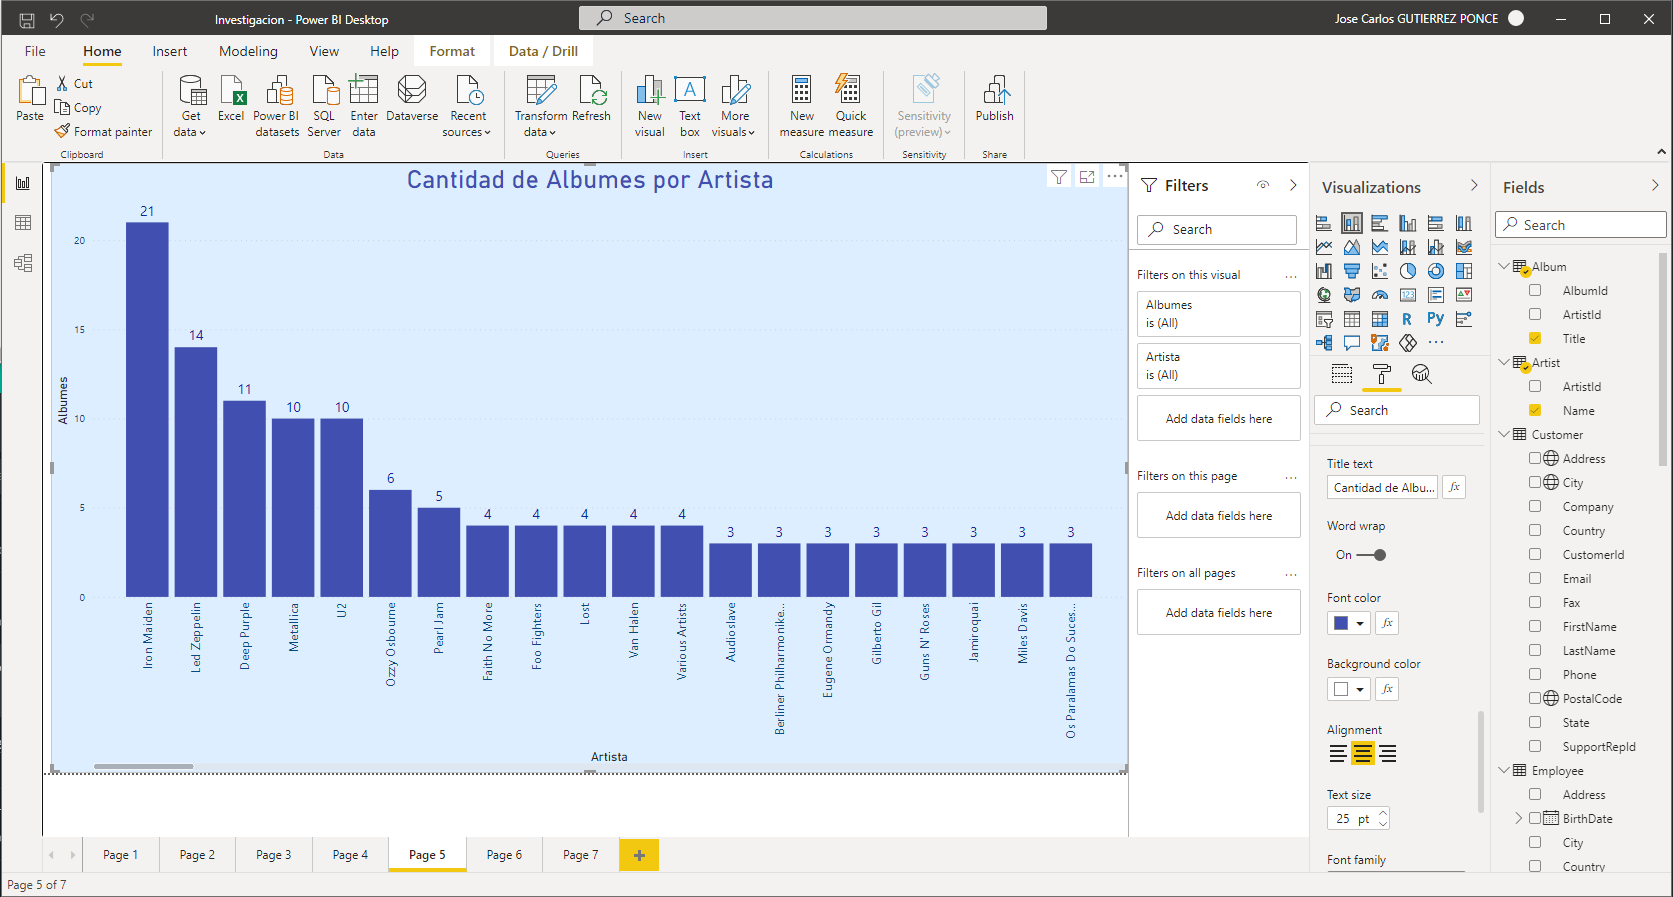 Investigacion - Power BI Desktop
Search
Jose Carlos GUTIERREZ PONCE
File
Home
Insert
Modeling
View
Help
Format
Data / Drill
Paste
Cut
Copy
Format painter
Clipboard
Get data
Excel
Power BI datasets
SQL Server
Enter data
Dataverse
Recent sources
Data
Transform data
Refresh
Queries
New visual
A
Text box
More visuals
Insert
New measure
Quick measure
Calculations
Sensitivity (preview)
Sensitivity
Publish
Share
Cantidad de Albumes por Artista
Albumes
20
15
10
5
0
21
14
11
10
10
6
5
4
4
4
4
4
3
3
3
3
3
3
3
3
Iron Maiden
Led Zeppelin
Deep Purple
Metallica
U2
Ozzy Osbourne
Pearl Jam
Faith No More
Foo Fighters
Lost
Van Halen
Various Artists
Audioslave
Berliner Philharmonike...
Eugene Ormandy
Gilberto Gil
Guns N' Roses
Jamiroquai
Miles Davis
Os Paralamas Do Suces...
Artista
Filters
Search
Filters on this visual
...
Albumes
is (All)
Artista
is (All)
Add data fields here
Filters on this page
...
Add data fields here
Filters on all pages
...
Add data fields here
Visualizations
123
R
Py
...
Search
Title text
Cantidad de Albu...
fx
Word wrap
On
Font color
fx
Background color
fx
Alignment
Text size
25 pt
Font family
Fields
Search
Album
AlbumId
ArtistId
Title
Artist
ArtistId
Name
Customer
Address
City
Company
Country
CustomerId
Email
Fax
FirstName
LastName
Phone
PostalCode
State
SupportRepId
Employee
Address
BirthDate
City
Country
Page 1
Page 2
Page 3
Page 4
Page 5
Page 6
Page 7
+
Page 5 of 7